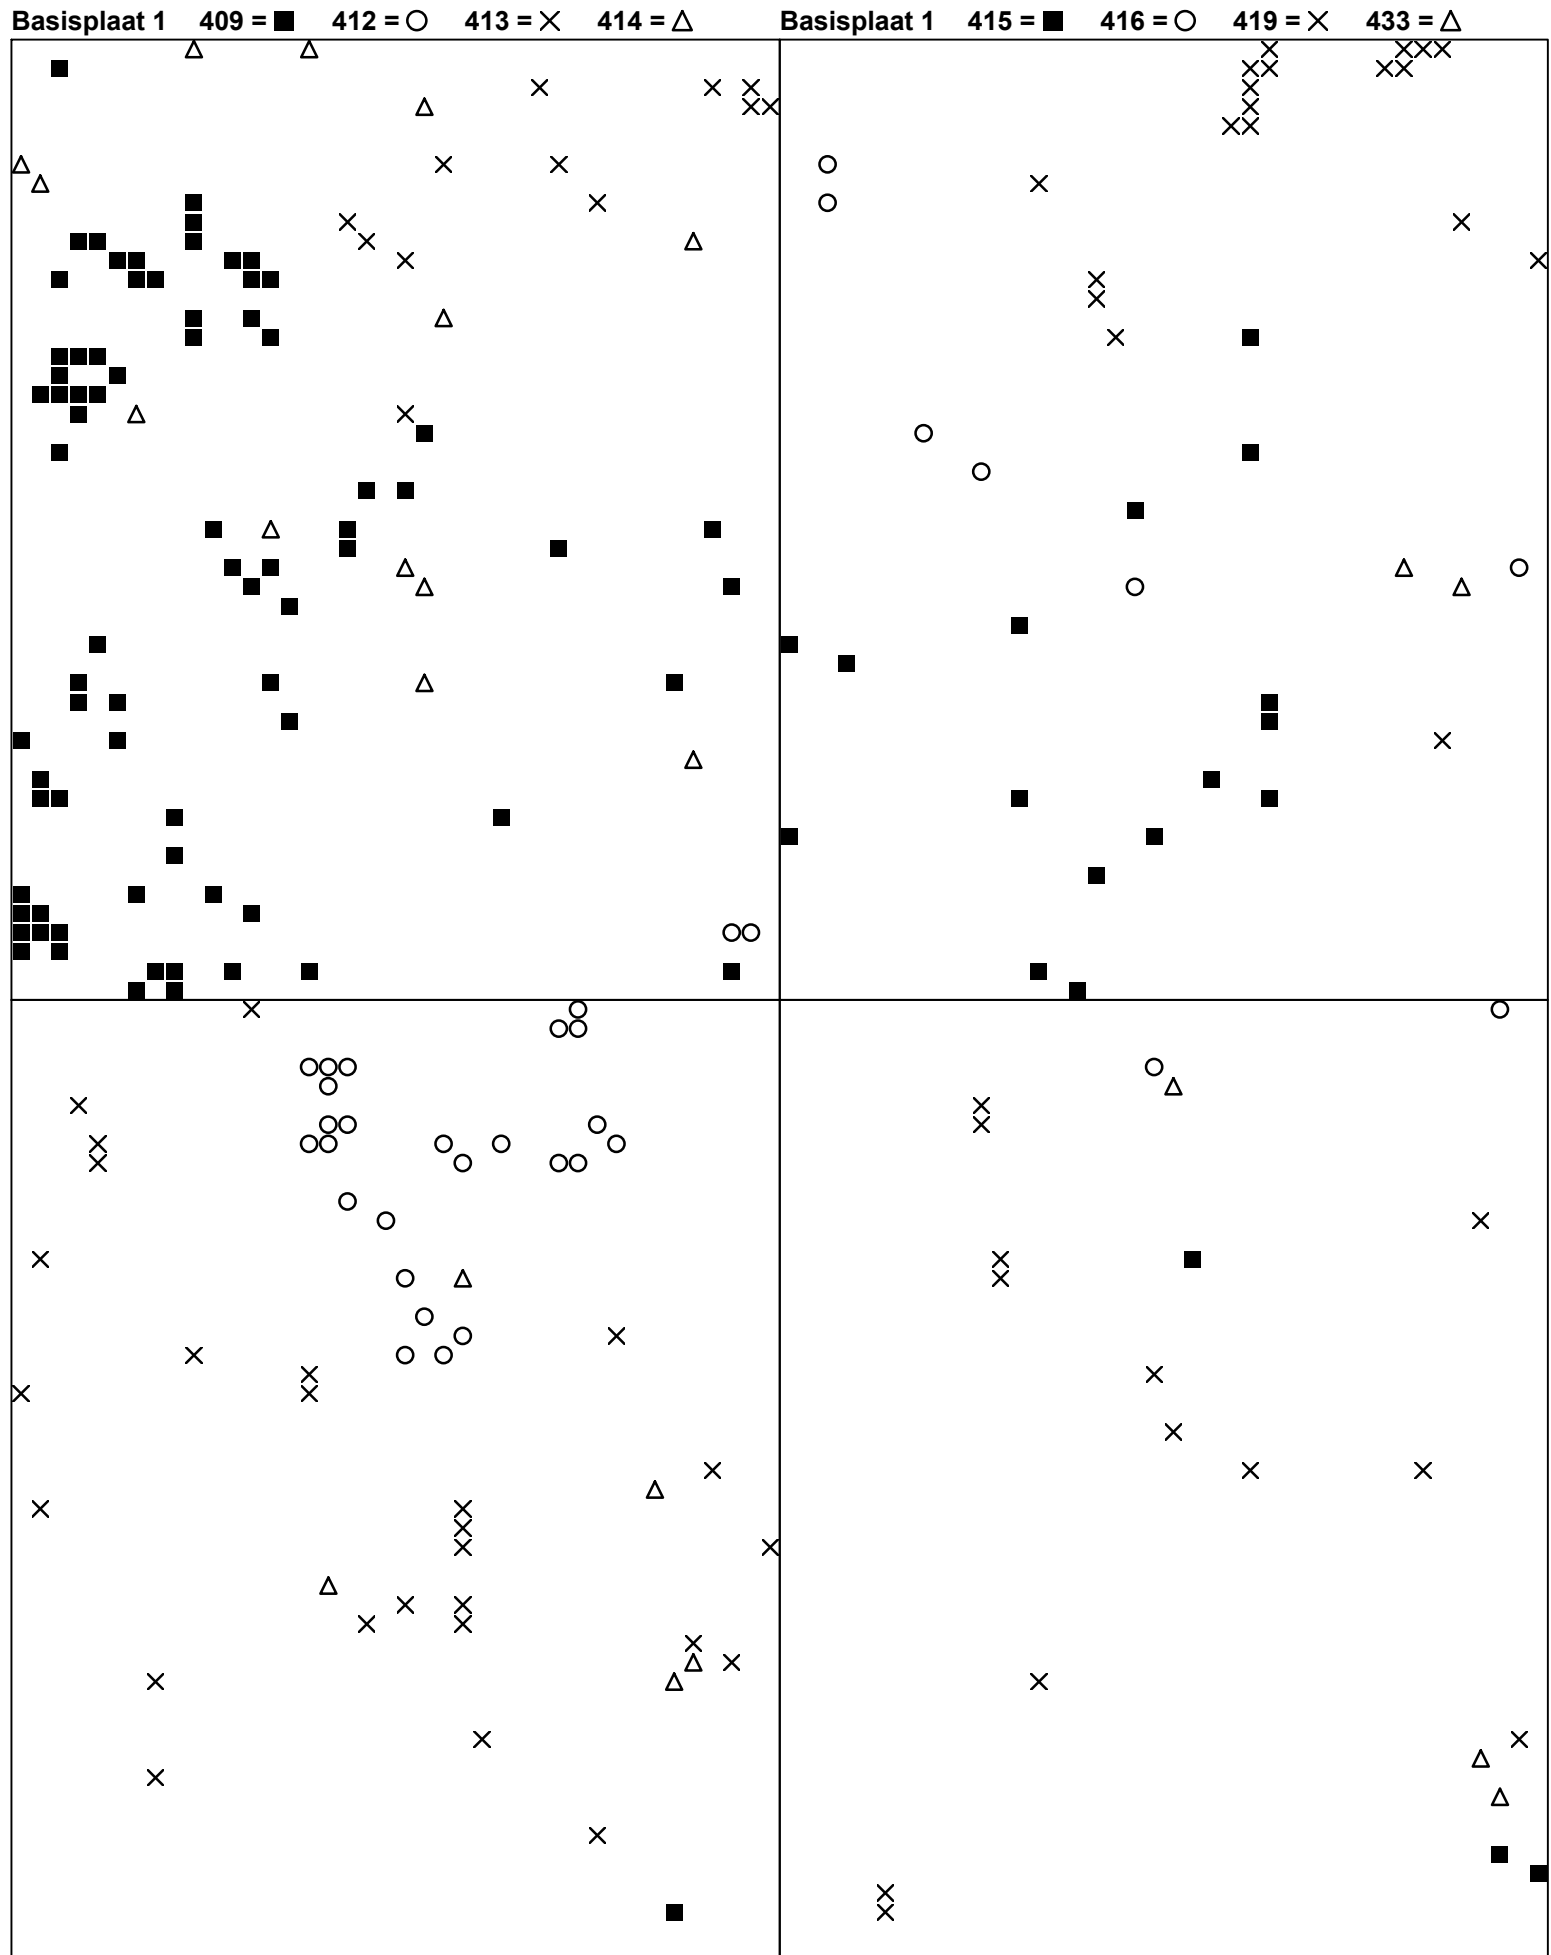 Basisplaat 1 409 = ■ 412 = ○ 413 = × 414 = △
Basisplaat 1 415 = ■ 416 = ○ 419 = × 433 = △